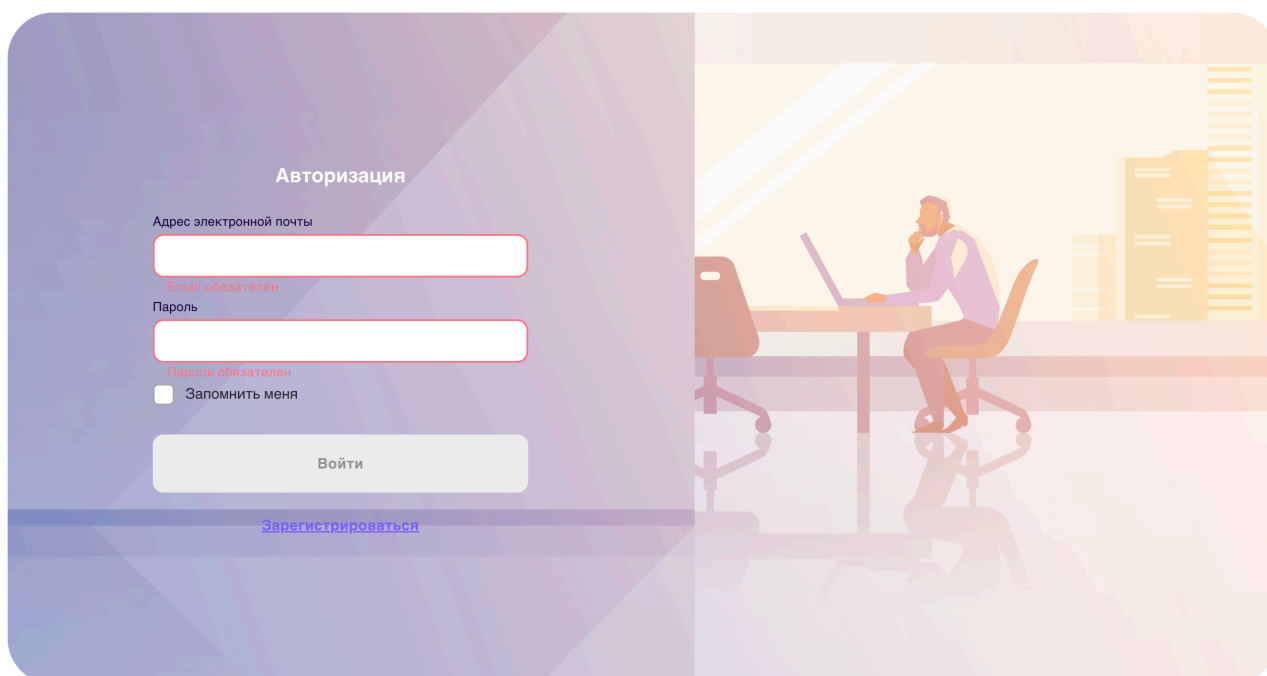 Авторизация
Адрес электронной почты
Email обязателен
Пароль
Пароль обязателен
Запомнить меня
Войти
Зарегистрироваться